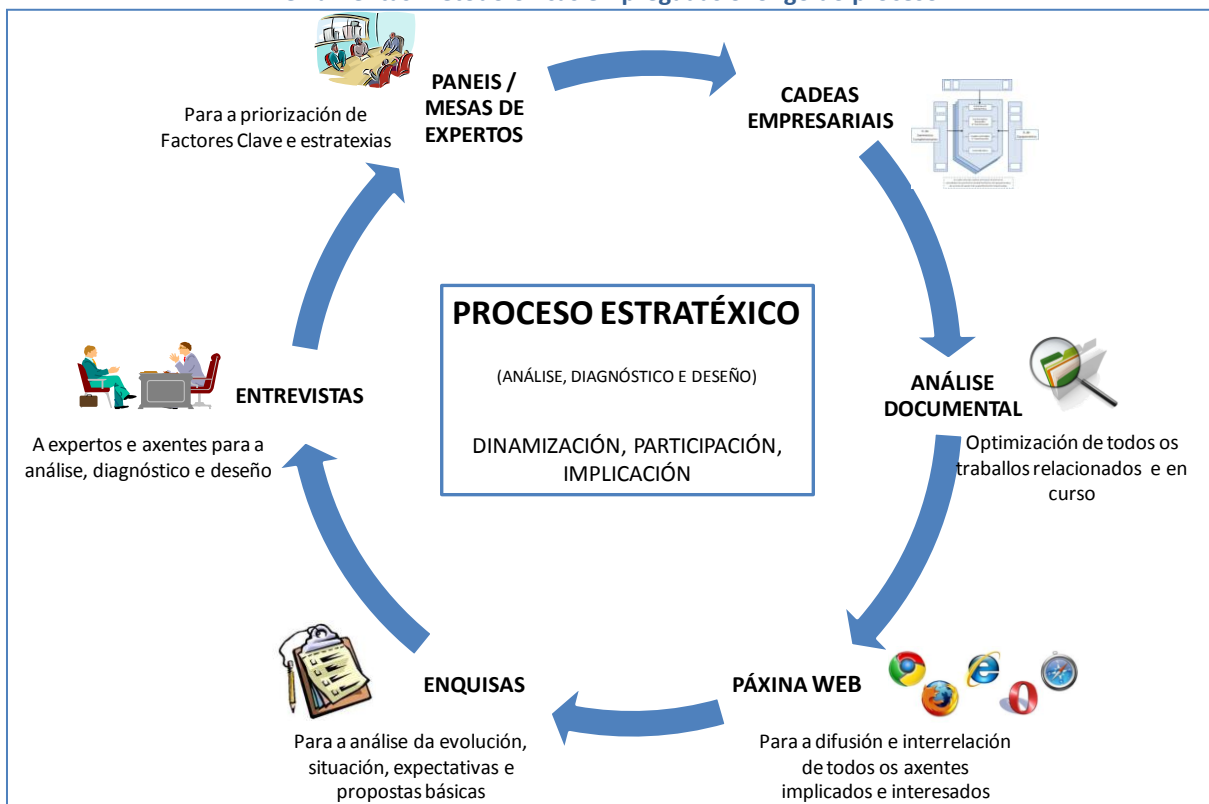 PANEIS /
MESAS DE
EXPERTOS
Para a priorización de
Factores Clave e estratexias
CADEAS
EMPRESARIAIS
ANÁLISE
DOCUMENTAL
Optimización de todos os
traballos relacionados e en
curso
PÁXINA WEB
Para a difusión e interrelación
de todos os axentes
implicados e interesados
ENQUISAS
Para a análise da evolución,
situación, expectativas e
propostas básicas
ENTREVISTAS
A expertos e axentes para a
análise, diagnóstico e deseño
PROCESO ESTRATÉXICO
(ANÁLISE, DIAGNÓSTICO E DESEÑO)
DINAMIZACIÓN, PARTICIPACIÓN,
IMPLICACIÓN